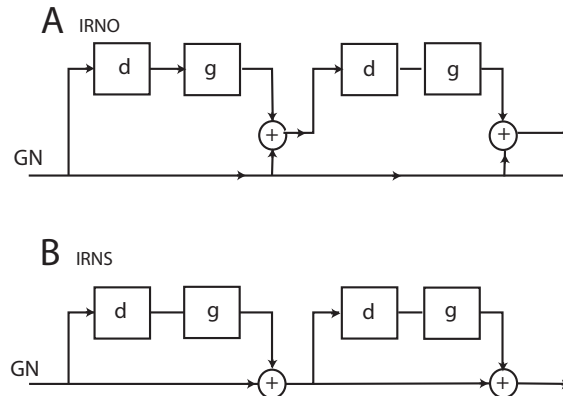 A IRNO
d g d g
+ +
GN
B IRNS
d g d g
GN + +